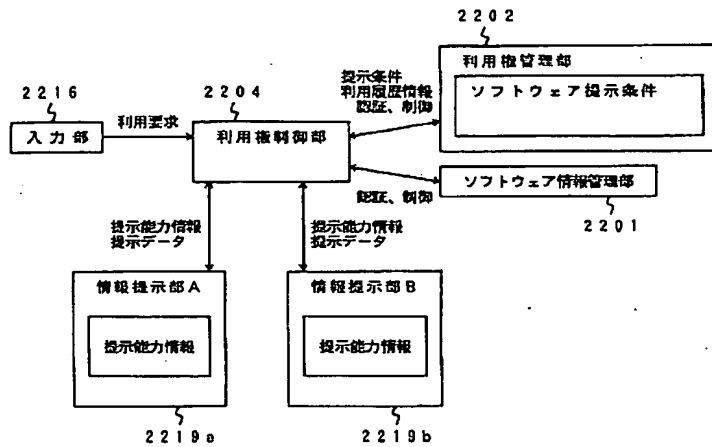 2202
利用権管理部
ソフトウェア提示条件
提示条件
利用履歴情報
認証、制御
2216
入力部
利用要求
2204
利用権制御部
ソフトウェア情報管理部
認証、制御
2201
提示能力情報
提示データ
提示能力情報
提示データ
情報提示部A
提示能力情報
情報提示部B
提示能力情報
2219a
2219b